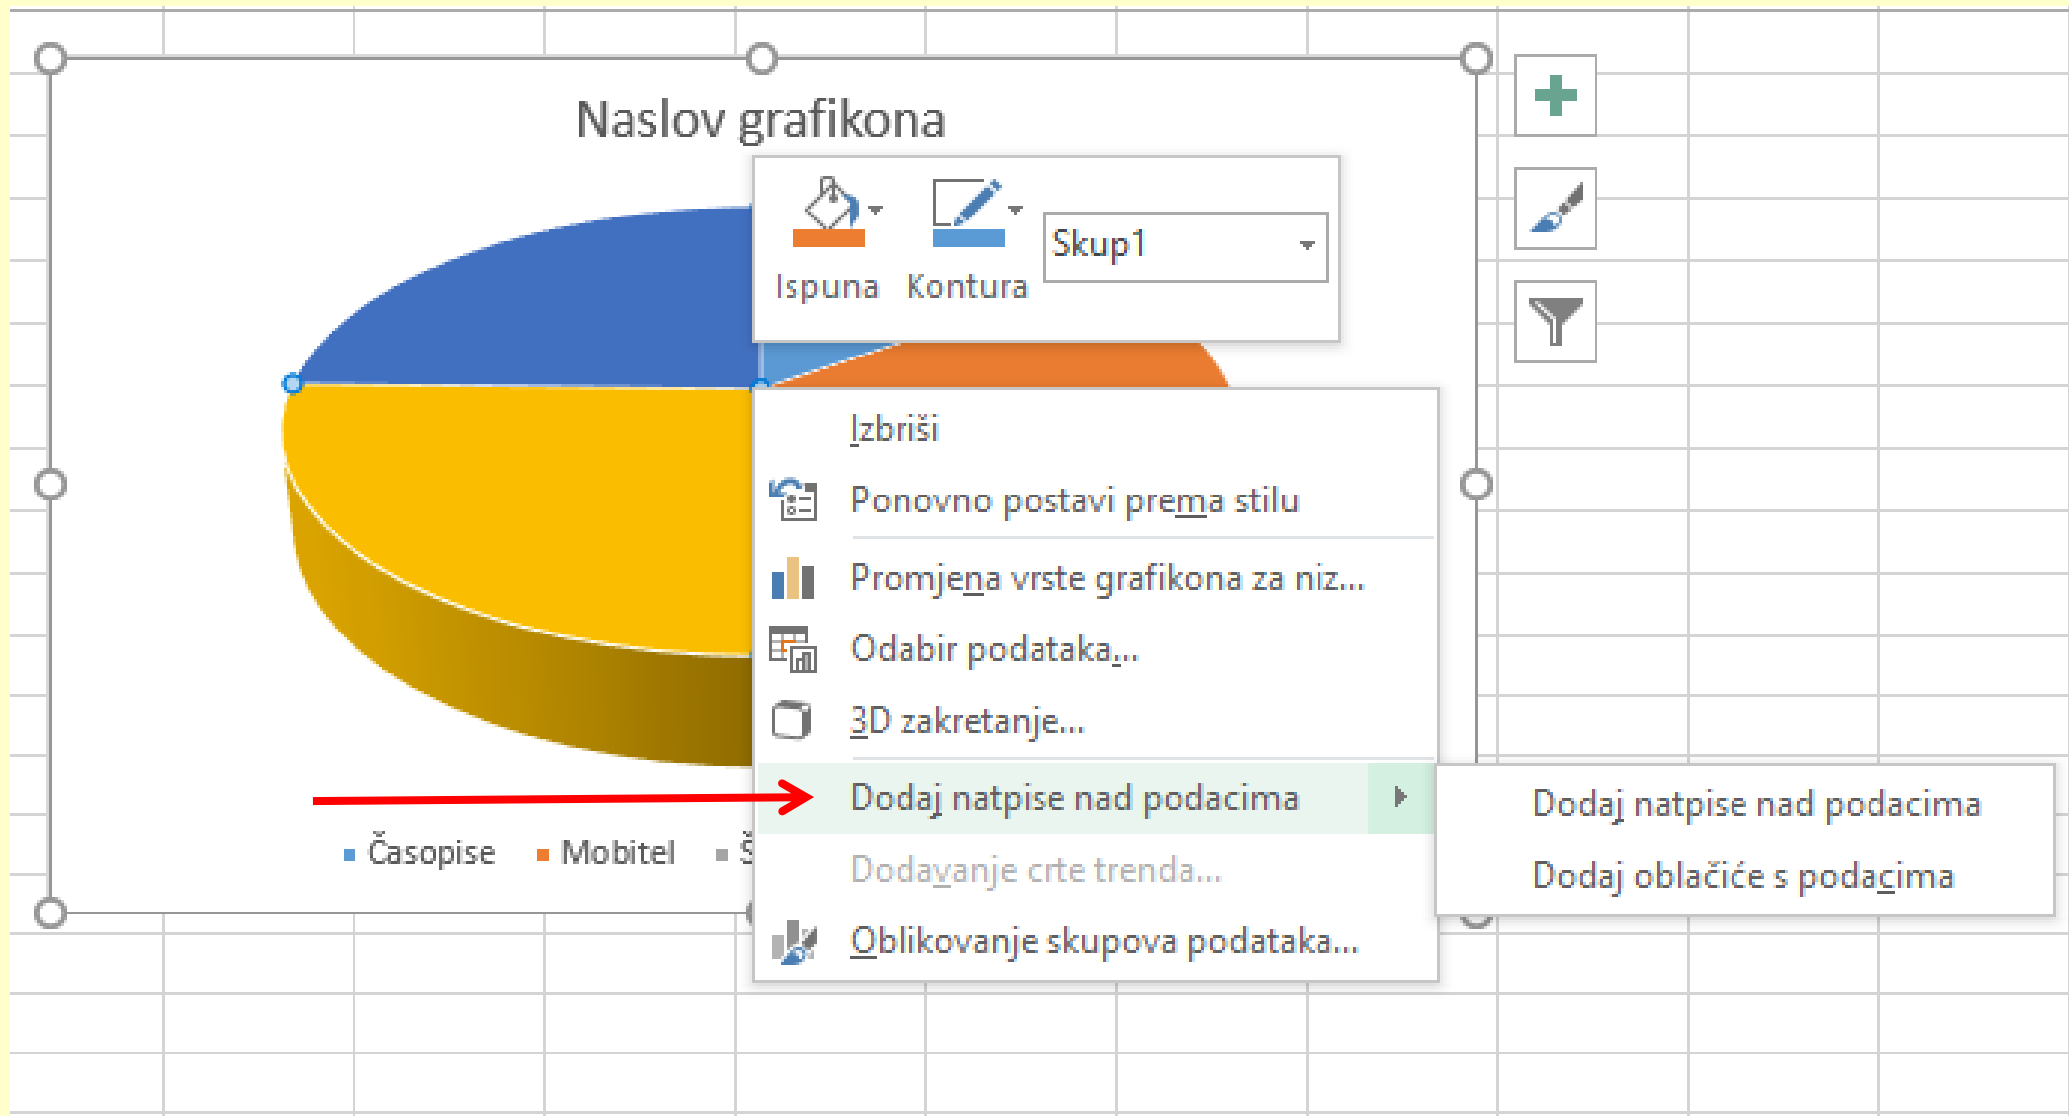 Naslov grafikona
Ispuna Kontura Skup1
Izbriši
Ponovno postavi prema stilu
Promjena vrste grafikona za niz...
Odabir podataka...
3D zakretanje...
Dodaj natpise nad podacima
Dodavanje crte trenda...
Oblikovanje skupova podataka...
Dodaj natpise nad podacima
Dodaj oblačiće s podacima
Časopise Mobitel